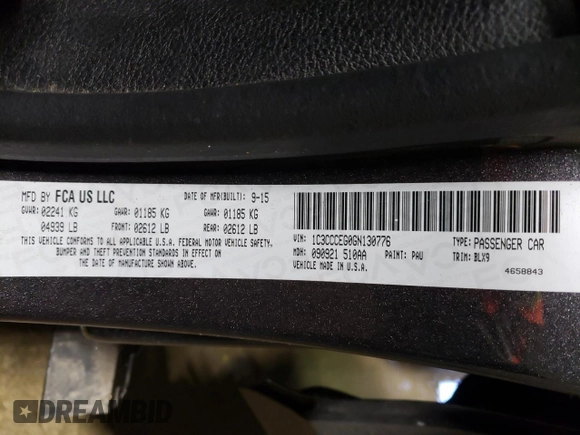 MFD BY FCA US LLC DATE OF MFR(BUILT): 9-15
GVWR: 02241 KG GAWR: 01185 KG GAWR: 01185 KG
04939 LB FRONT: 02612 LB REAR: 02612 LB
THIS VEHICLE CONFORMS TO ALL APPLICABLE U.S.A. FEDERAL MOTOR VEHICLE SAFETY,
BUMPER AND THEFT PREVENTION STANDARDS IN EFFECT ON
THE DATE OF MANUFACTURE SHOWN ABOVE.
VIN: 1C3CCCEG0GN130776 TYPE: PASSENGER CAR
MDH: 090921 510AA PAINT: PAU TRIM: BLX9
VEHICLE MADE IN U.S.A.
4658843
DREAMBID